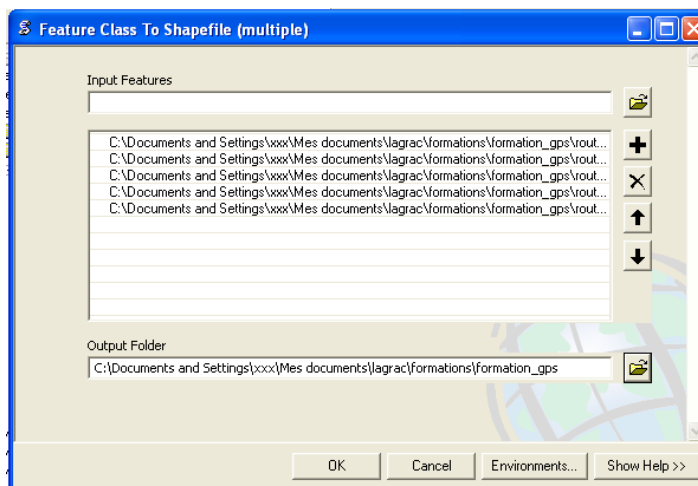 Feature Class To Shapefile (multiple)
Input Features
C:\Documents and Settings\xxx\Mes documents\lagrac\formations\formation_gps\rout...
C:\Documents and Settings\xxx\Mes documents\lagrac\formations\formation_gps\rout...
C:\Documents and Settings\xxx\Mes documents\lagrac\formations\formation_gps\rout...
C:\Documents and Settings\xxx\Mes documents\lagrac\formations\formation_gps\rout...
C:\Documents and Settings\xxx\Mes documents\lagrac\formations\formation_gps\rout...
Output Folder
C:\Documents and Settings\xxx\Mes documents\lagrac\formations\formation_gps
OK Cancel Environments... Show Help >>